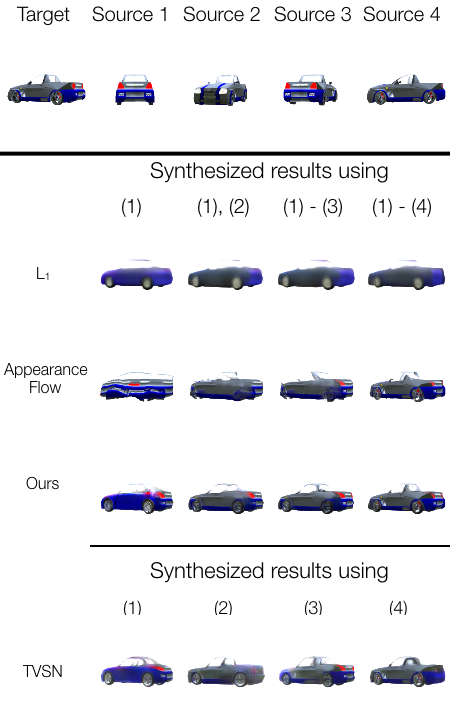 Target Source 1 Source 2 Source 3 Source 4
Synthesized results using
(1) (1), (2) (1) - (3) (1) - (4)
L₁
Appearance
Flow
Ours
Synthesized results using
(1) (2) (3) (4)
TVSN